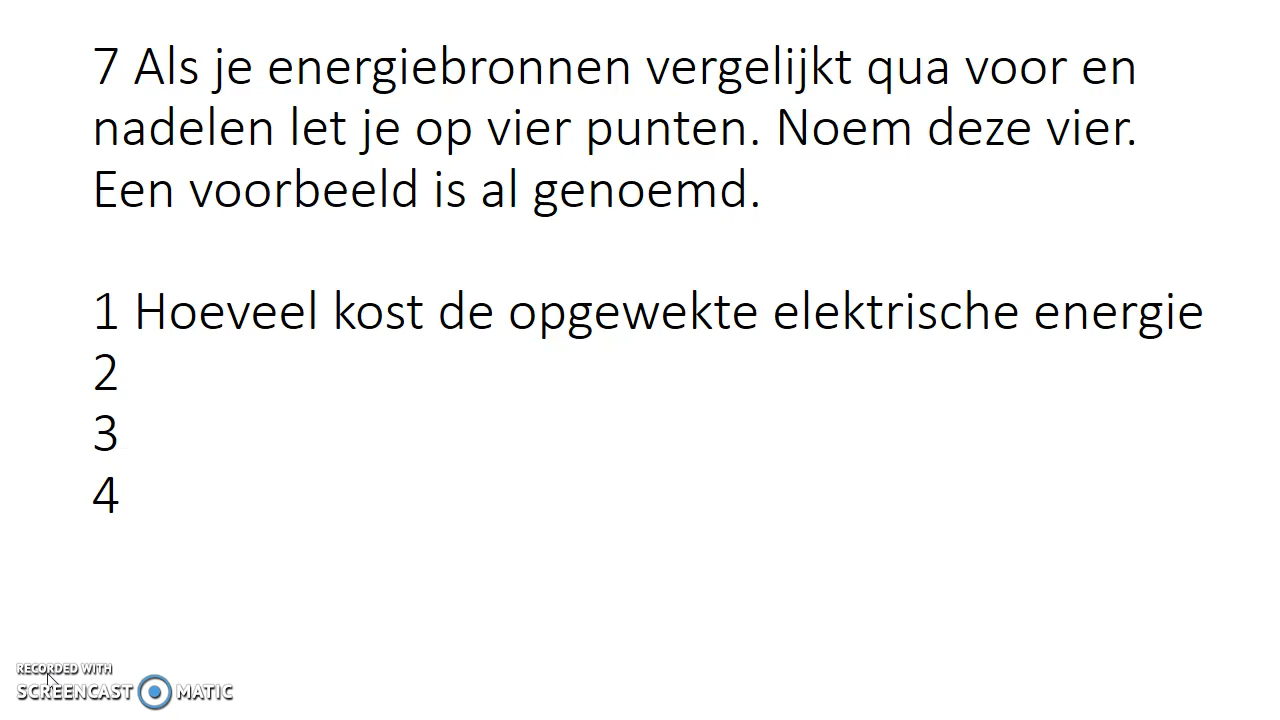 7 Als je energiebronnen vergelijkt qua voor en
nadelen let je op vier punten. Noem deze vier.
Een voorbeeld is al genoemd.
1 Hoeveel kost de opgewekte elektrische energie
2
3
4
RECORDED WITH
SCREENCAST MATIC